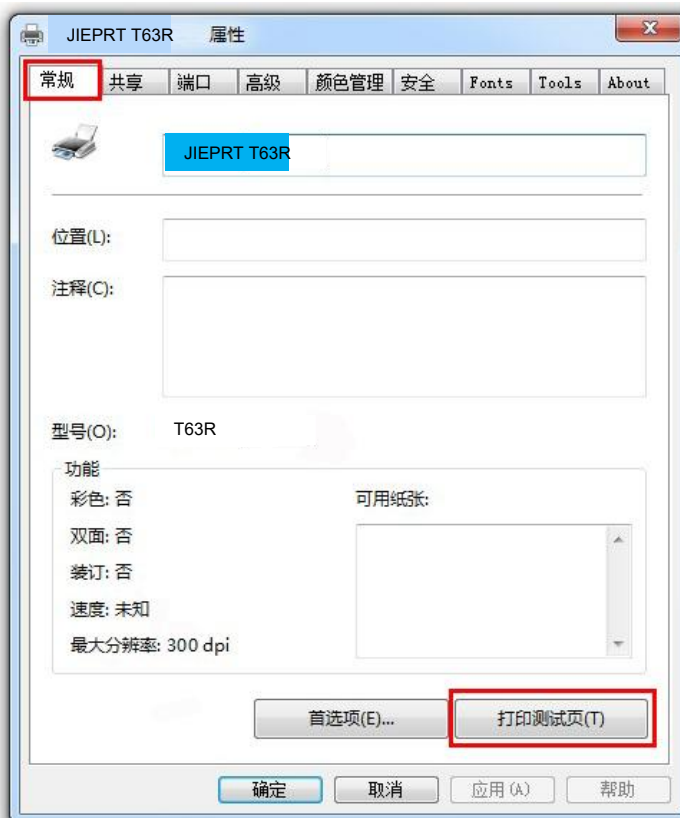 JIEPRT T63R 属性
常规 共享 端口 高级 颜色管理 安全 Fonts Tools About
JIEPRT T63R
位置(L):
注释(C):
型号(O): T63R
功能
彩色: 否 可用纸张:
双面: 否
装订: 否
速度: 未知
最大分辨率: 300 dpi
首选项(E)... 打印测试页(T)
确定 取消 应用(A) 帮助